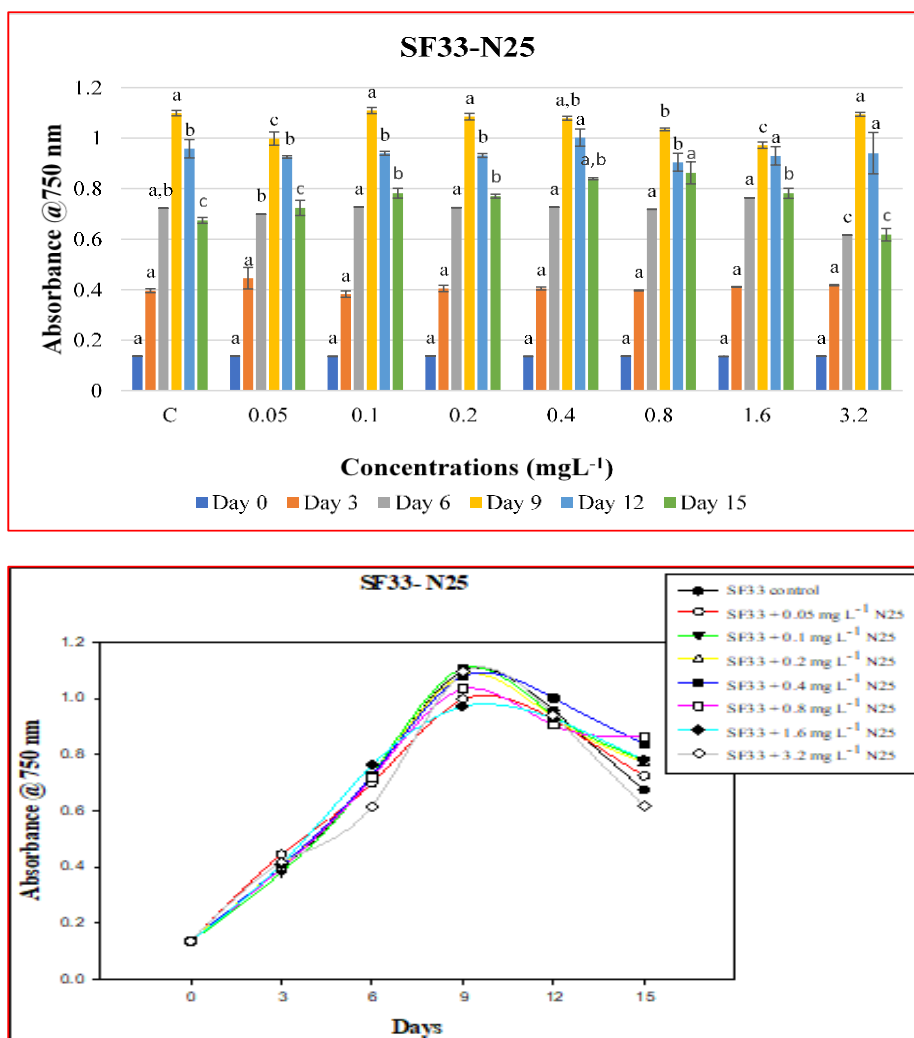 SF33-N25
Absorbance @750 nm
1.2
1
0.8
0.6
0.4
0.2
0
a a a,b a b c
a a b c b c
a a a a b b
a a a a b b
a a a a,b a a,b
a a a b b a
a a a c a b
a a c a a c
C 0.05 0.1 0.2 0.4 0.8 1.6 3.2
Concentrations (mgL⁻¹)
Day 0 Day 3 Day 6 Day 9 Day 12 Day 15
SF33- N25
SF33 control
SF33 + 0.05 mg L⁻¹ N25
SF33 + 0.1 mg L⁻¹ N25
SF33 + 0.2 mg L⁻¹ N25
SF33 + 0.4 mg L⁻¹ N25
SF33 + 0.8 mg L⁻¹ N25
SF33 + 1.6 mg L⁻¹ N25
SF33 + 3.2 mg L⁻¹ N25
Absorbance @ 750 nm
1.2
1.0
0.8
0.6
0.4
0.2
0.0
0 3 6 9 12 15
Days